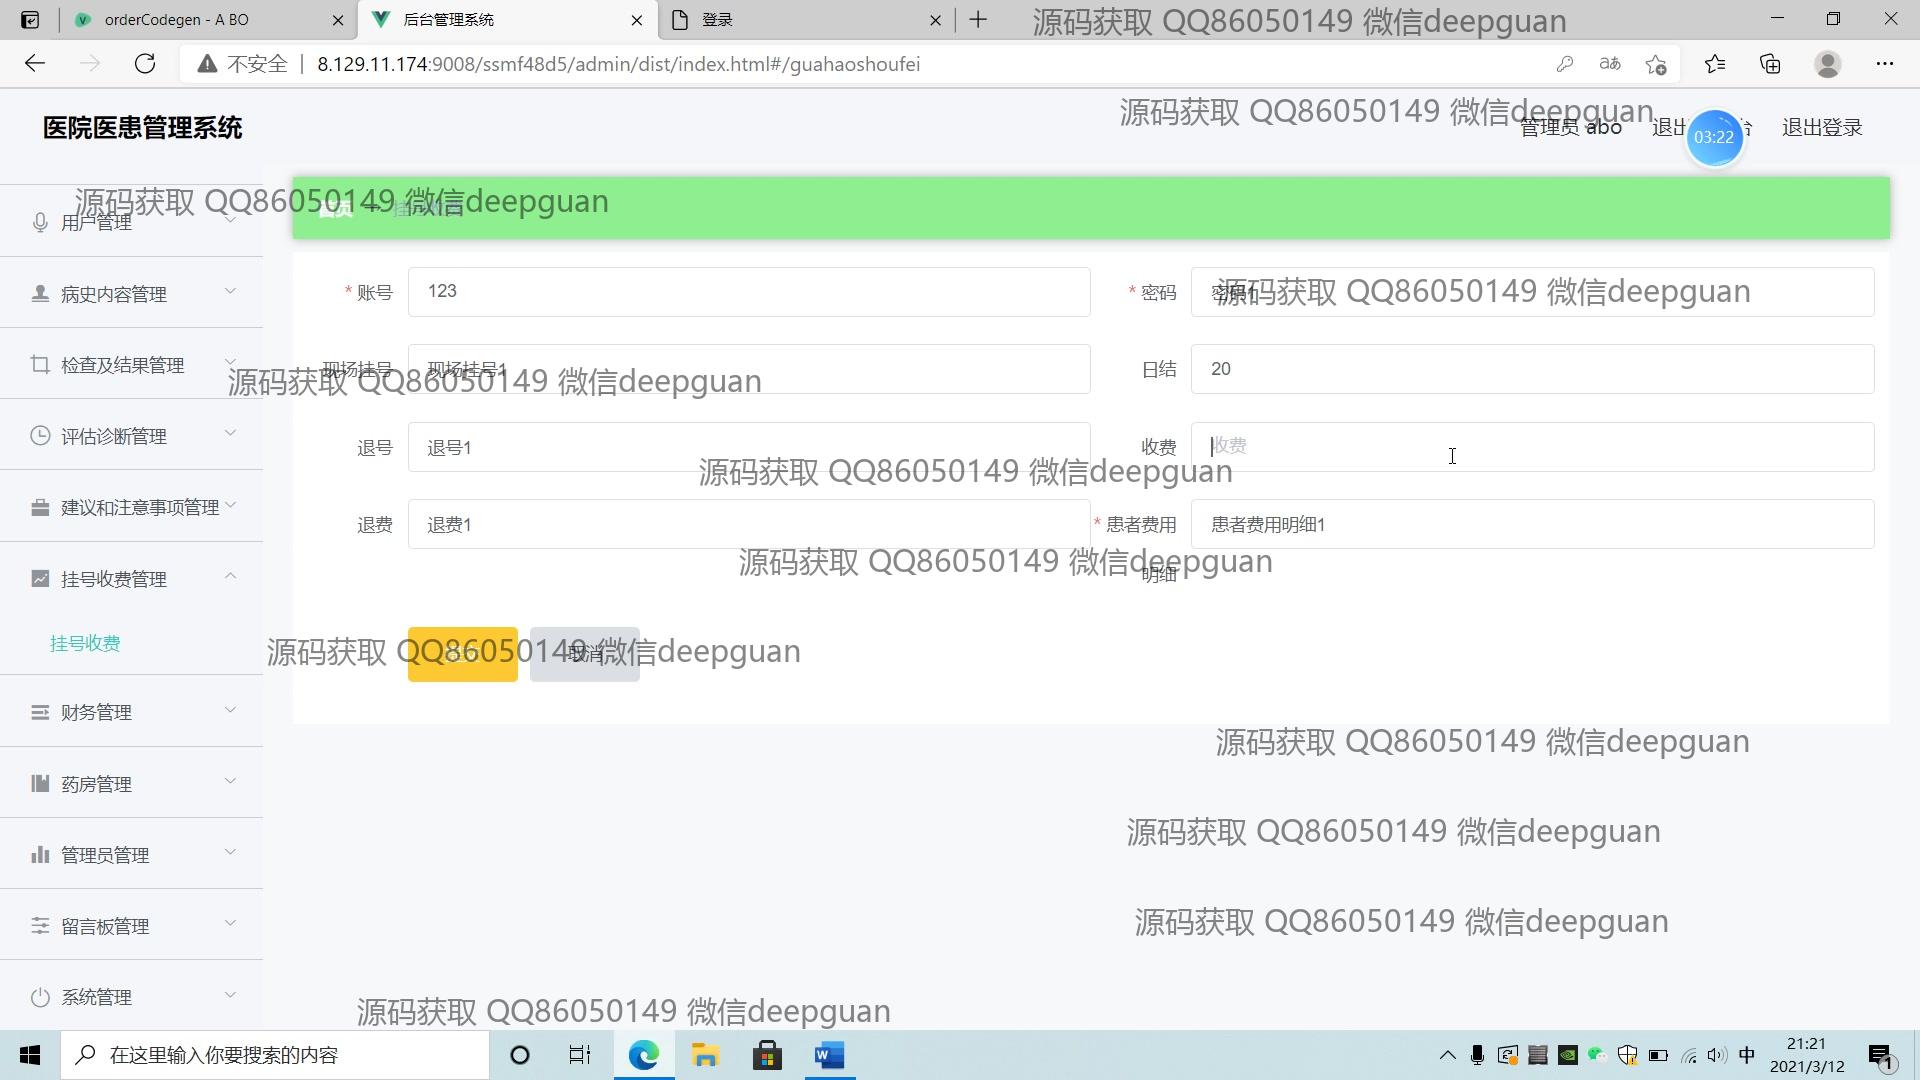 orderCodegen - A BO
后台管理系统
登录
源码获取 QQ86050149 微信deepguan
不安全 | 8.129.11.174:9008/ssmf48d5/admin/dist/index.html#/guahaoshoufei
医院医患管理系统
源码获取 QQ86050149 微信deepguan
管理员 abo
03:22
退出登录
源码获取 QQ86050149 微信deepguan
首页
用户管理
病史内容管理
检查及结果管理
评估诊断管理
建议和注意事项管理
挂号收费管理
挂号收费
财务管理
药房管理
管理员管理
留言板管理
系统管理
* 账号 123
* 密码 密码1
源码获取 QQ86050149 微信deepguan
现场挂号 现场挂号1
日结 20
源码获取 QQ86050149 微信deepguan
退号 退号1
收费 收费
源码获取 QQ86050149 微信deepguan
退费 退费1
* 患者费用明细 患者费用明细1
源码获取 QQ86050149 微信deepguan
取消
源码获取 QQ86050149 微信deepguan
源码获取 QQ86050149 微信deepguan
源码获取 QQ86050149 微信deepguan
源码获取 QQ86050149 微信deepguan
源码获取 QQ86050149 微信deepguan
在这里输入你要搜索的内容
中
21:21
2021/3/12
1